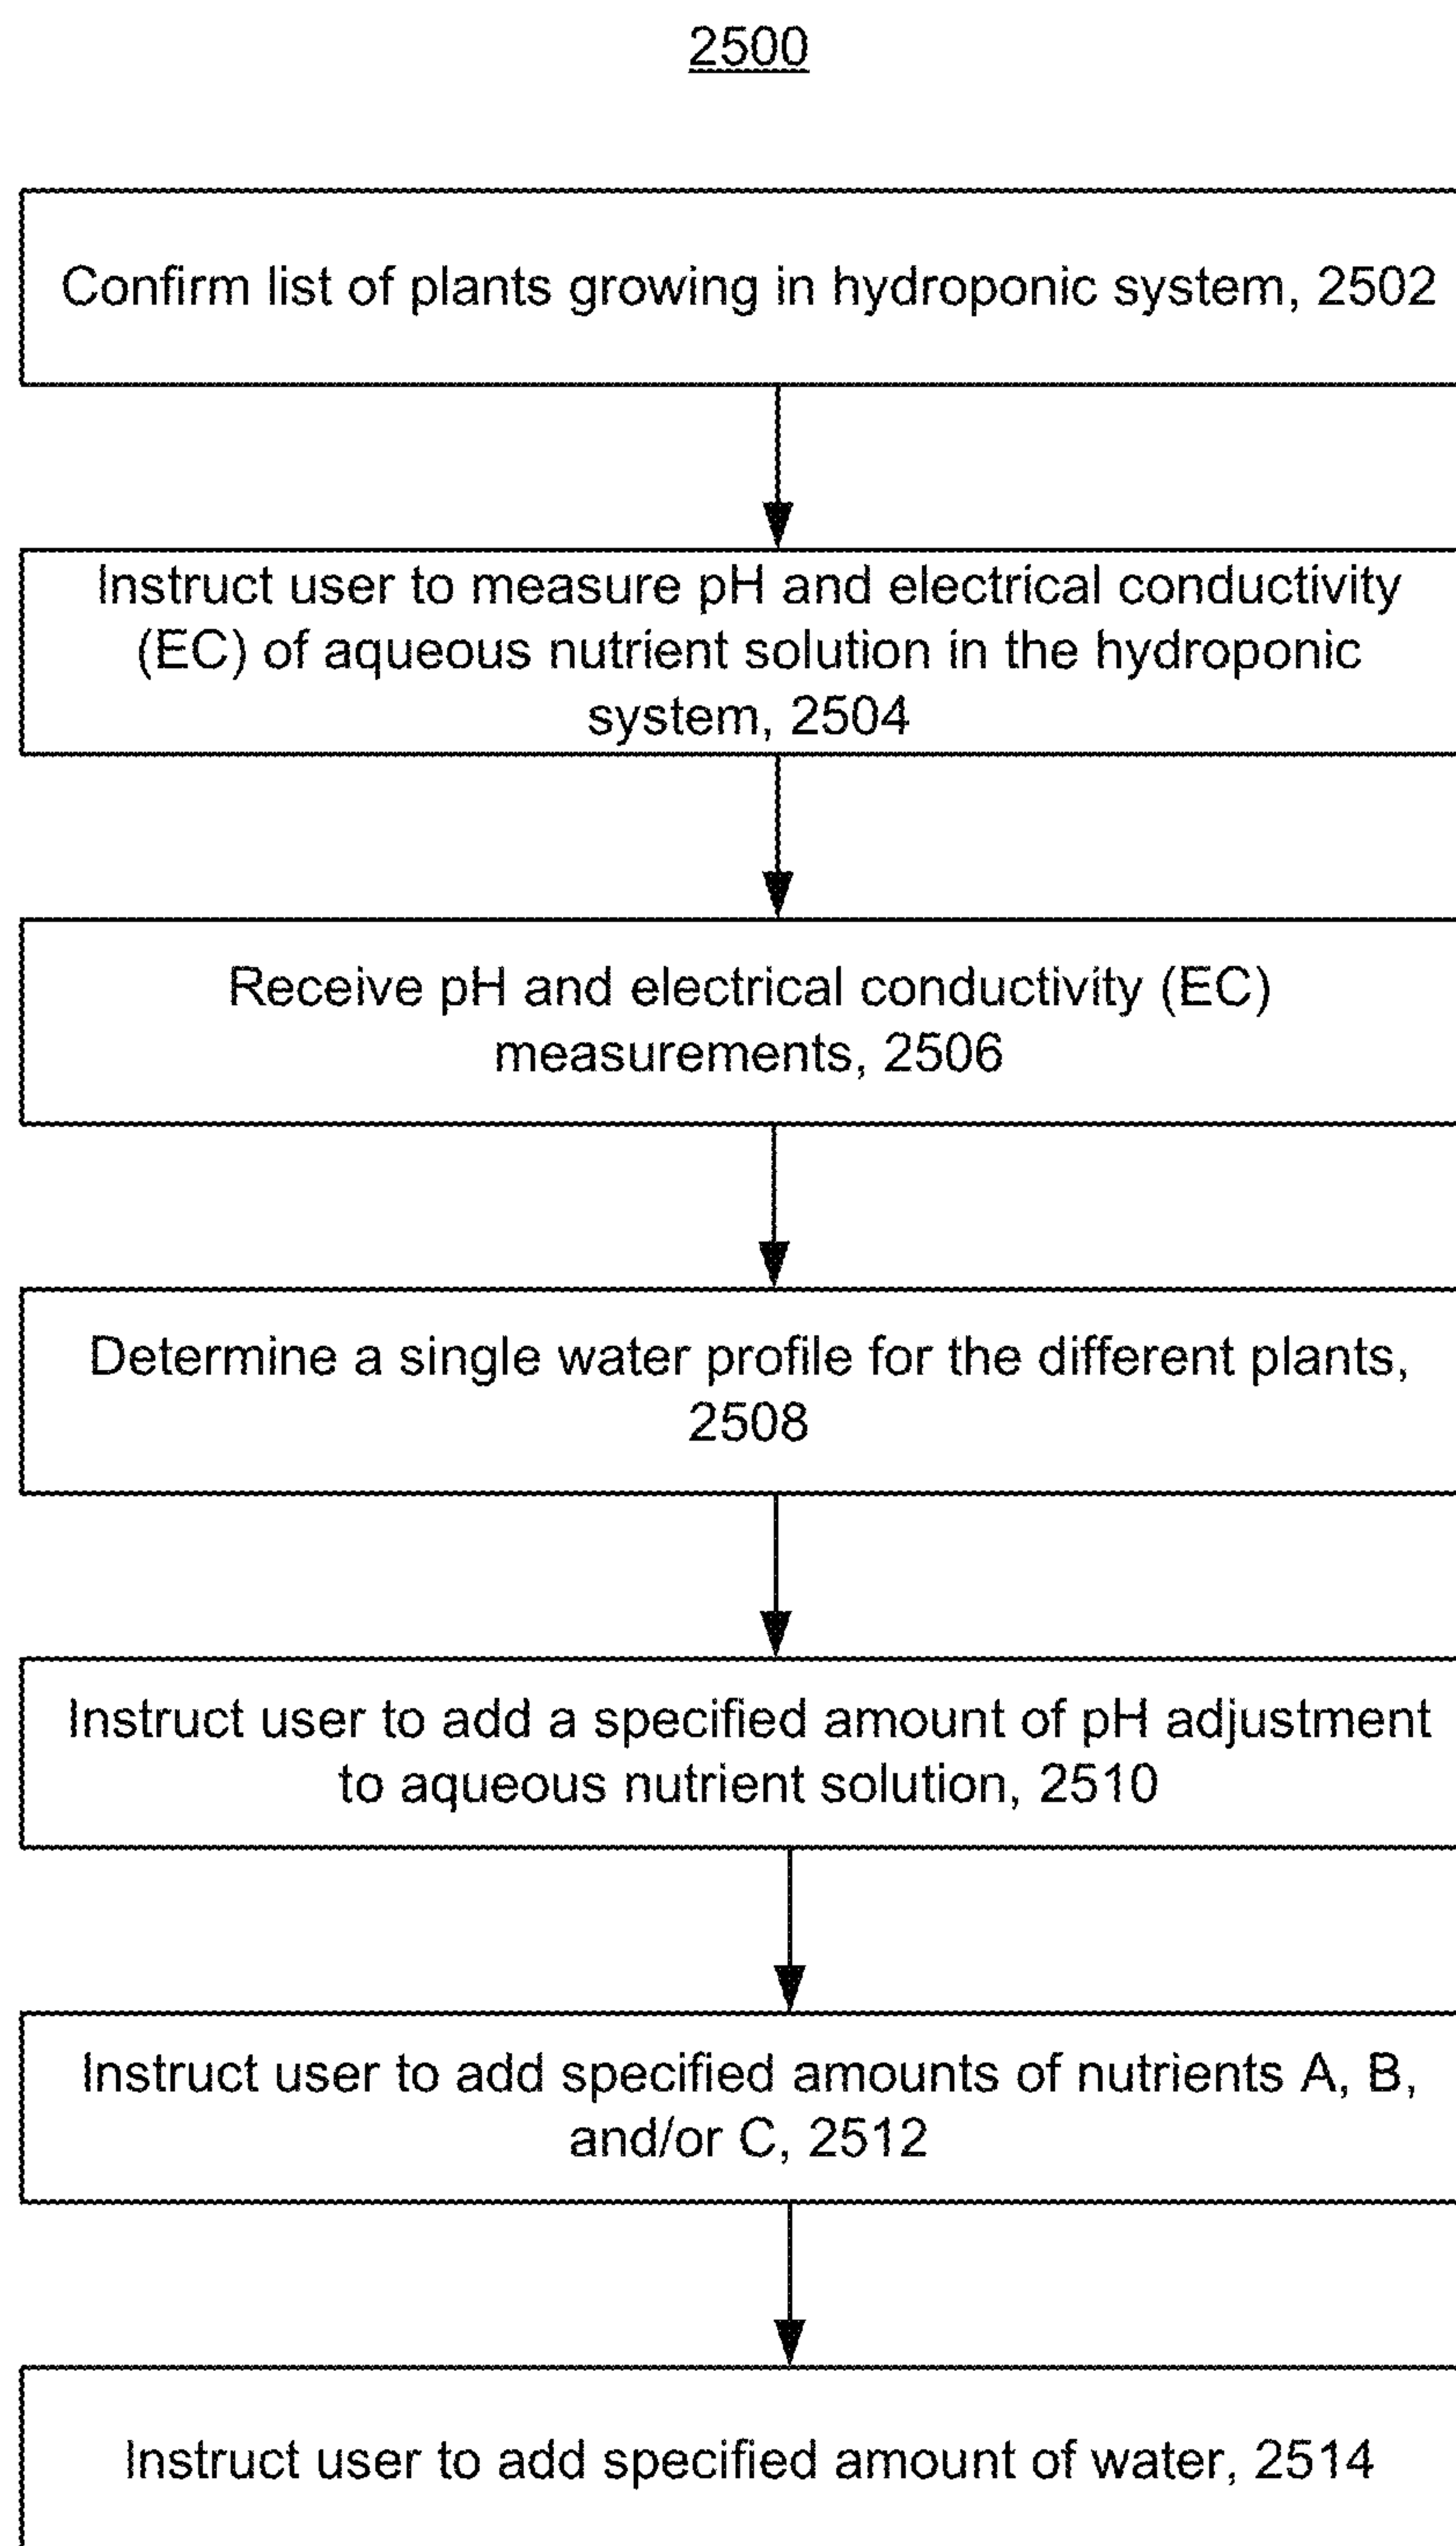 2500
Confirm list of plants growing in hydroponic system, 2502
Instruct user to measure pH and electrical conductivity
(EC) of aqueous nutrient solution in the hydroponic
system, 2504
Receive pH and electrical conductivity (EC)
measurements, 2506
Determine a single water profile for the different plants,
2508
Instruct user to add a specified amount of pH adjustment
to aqueous nutrient solution, 2510
Instruct user to add specified amounts of nutrients A, B,
and/or C, 2512
Instruct user to add specified amount of water, 2514